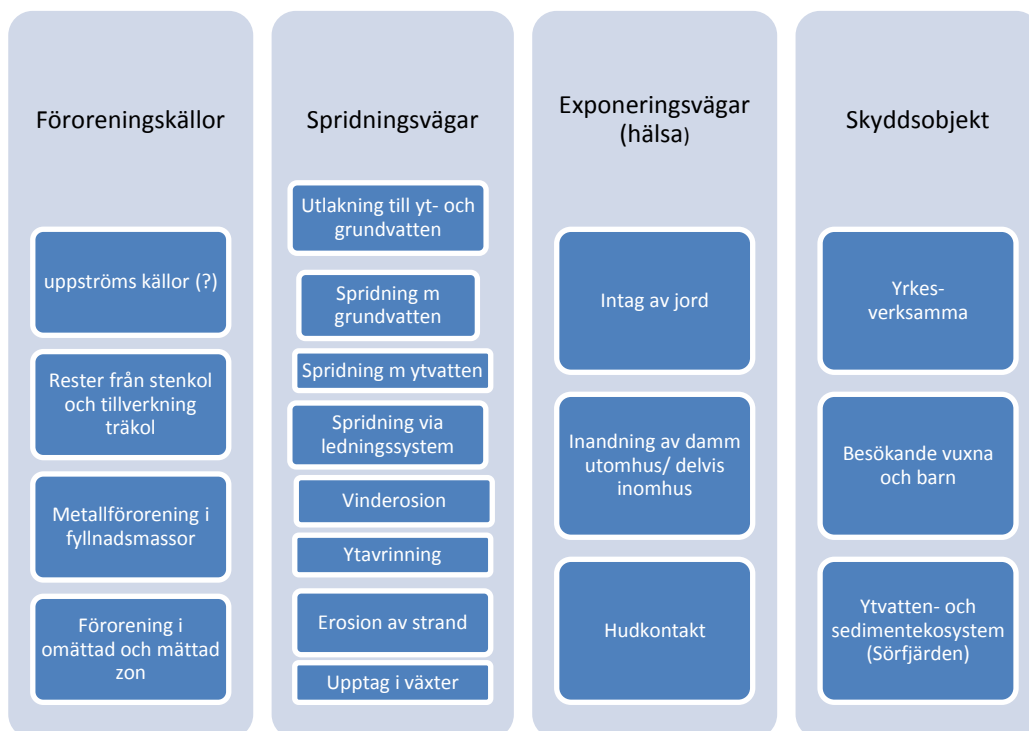 Föroreningskällor
uppströms källor (?)
Rester från stenkol
och tillverkning
träkol
Metallförorening i
fyllnadsmassor
Förorening i
omättad och mättad
zon
Spridningsvägar
Utlakning till yt- och
grundvatten
Spridning m
grundvatten
Spridning m ytvatten
Spridning via
ledningssystem
Vinderosion
Ytavrinning
Erosion av strand
Upptag i växter
Exponeringsvägar
(hälsa)
Intag av jord
Inandning av damm
utomhus/ delvis
inomhus
Hudkontakt
Skyddsobjekt
Yrkes-
verksamma
Besökande vuxna
och barn
Ytvatten- och
sedimentekosystem
(Sörfjärden)